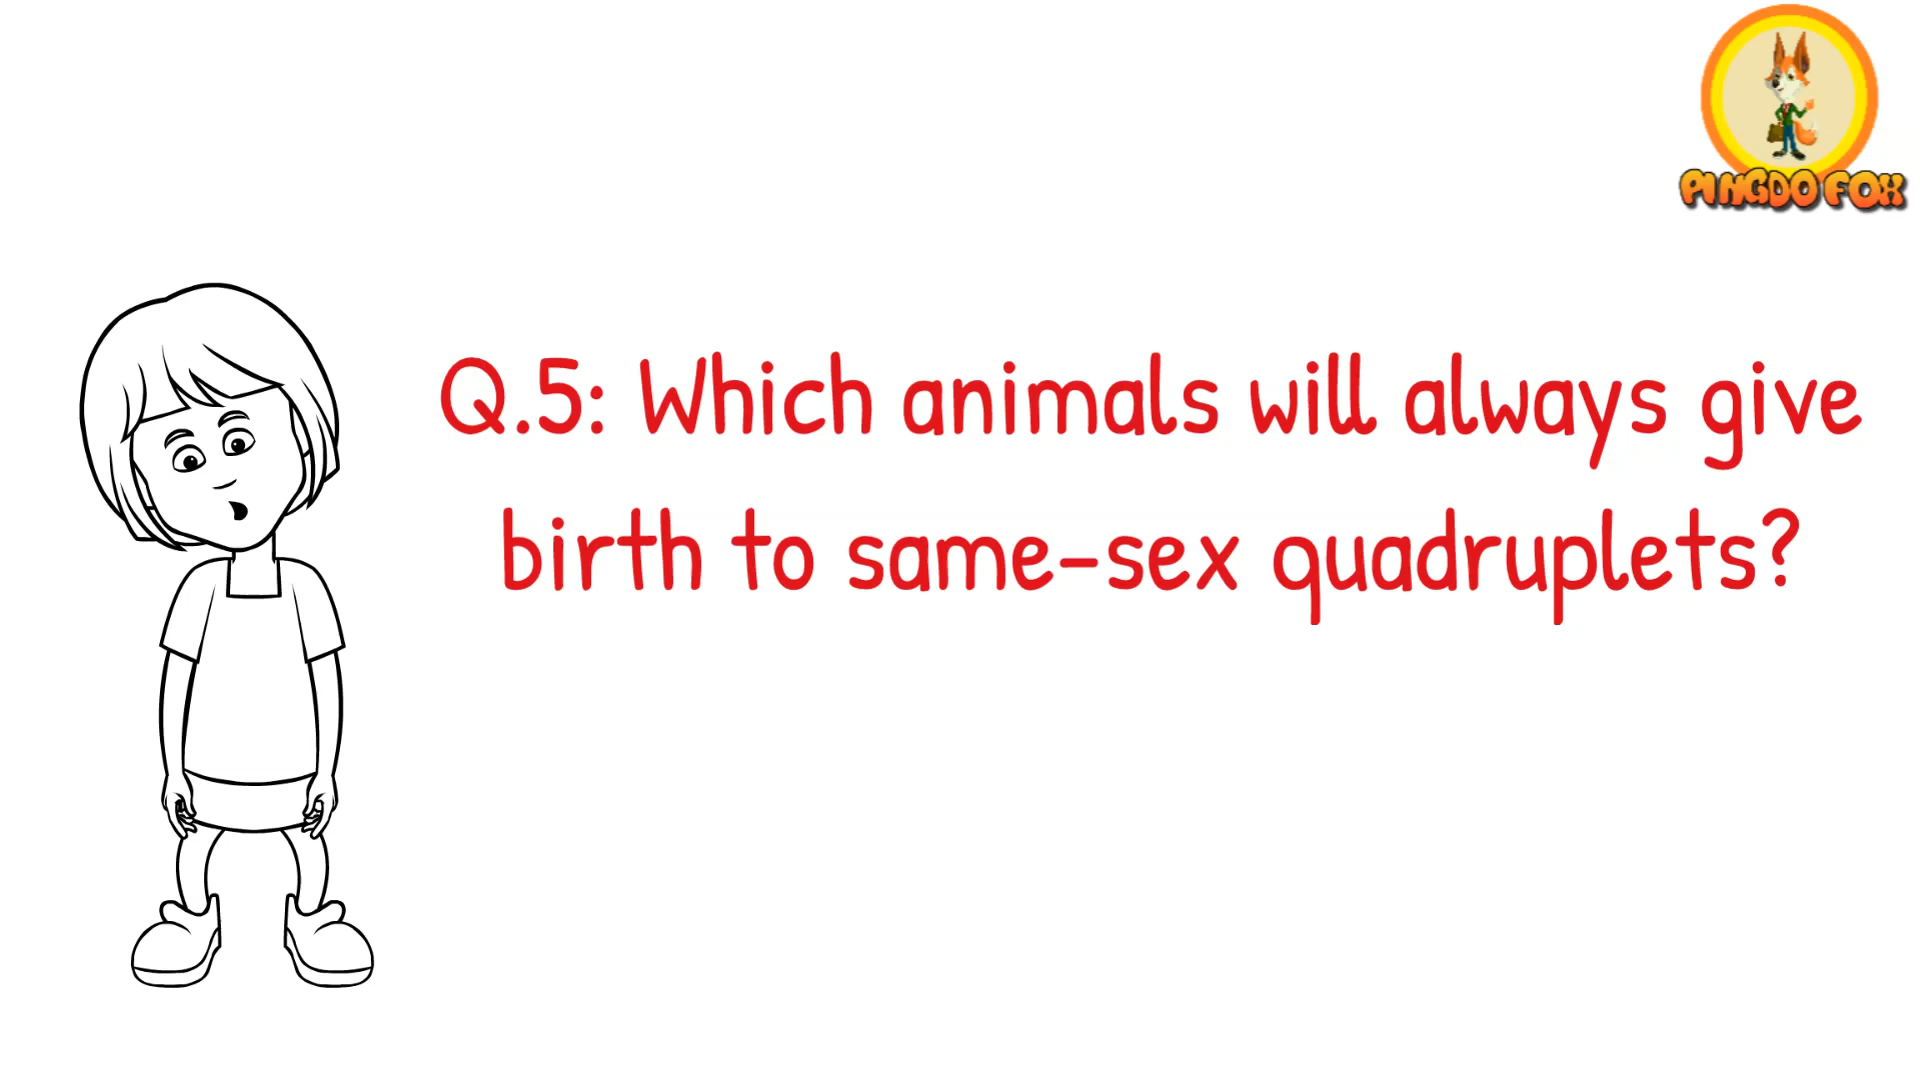 PINGDO FOX
Q.5: Which animals will always give
birth to same-sex quadruplets?